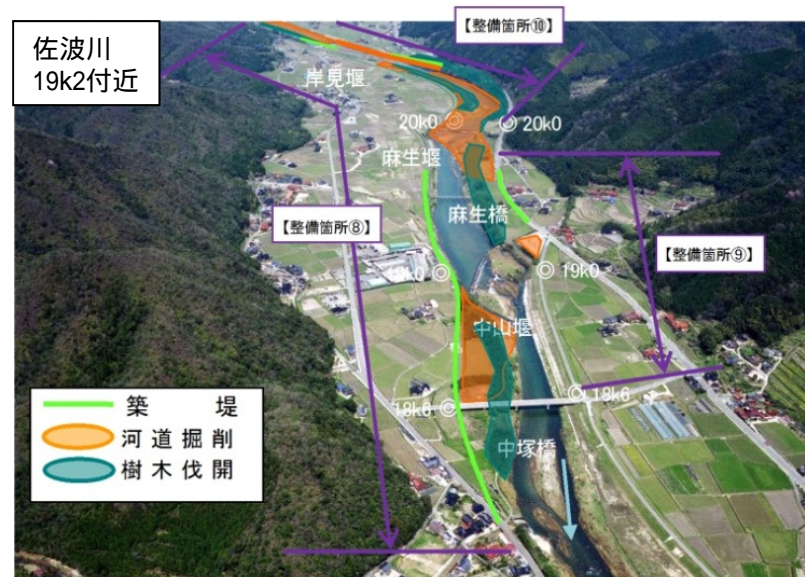 佐波川
19k2付近
【整備箇所⑩】
岸見堰
20k0
20k0
麻生堰
麻生橋
【整備箇所⑧】
【整備箇所⑨】
19k0
19k0
中山堰
18k6
18k6
中塚橋
築 堤
河道掘削
樹木伐開